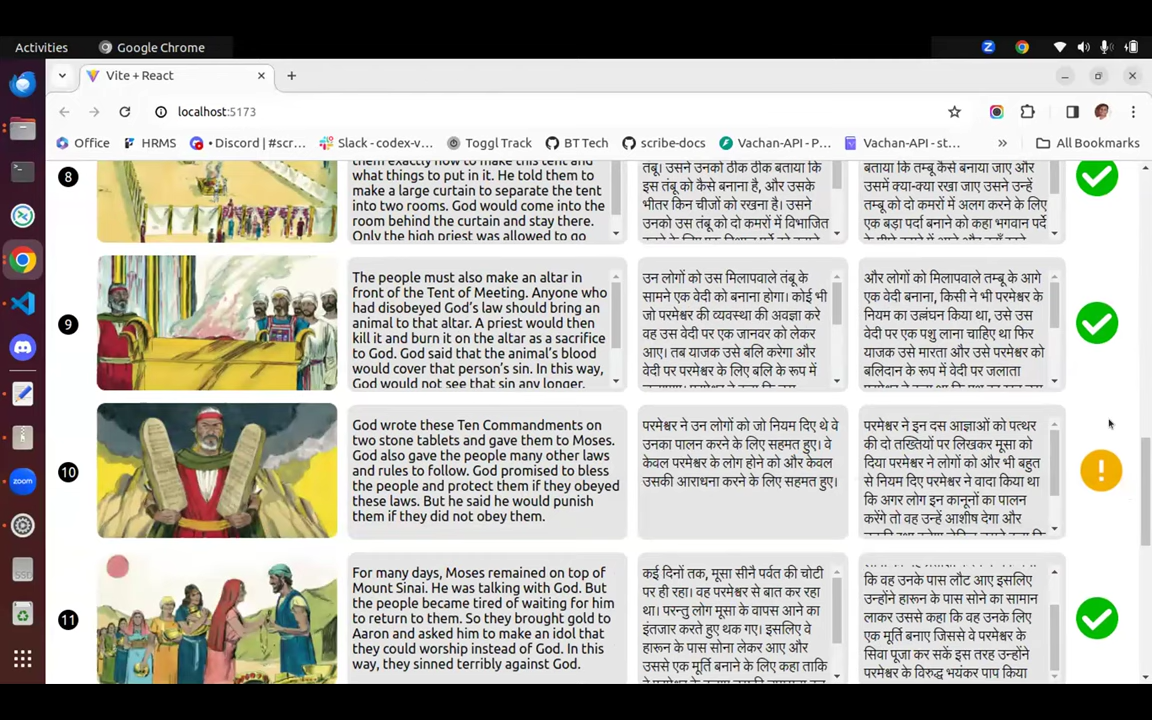 Activities
Google Chrome
Vite + React
localhost:5173
Office
HRMS
• Discord | #scr...
Slack - codex-v...
Toggl Track
BT Tech
scribe-docs
Vachan-API - P...
Vachan-API - st...
»
All Bookmarks
8
them exactly how to make this tent and
what things to put in it. He told them to
make a large curtain to separate the tent
into two rooms. God would come into the
room behind the curtain and stay there.
Only the high priest was allowed to go
तंबू। उसने उनको ठीक ठीक बताया कि
इस तंबू को कैसे बनाना है, और उसके
भीतर किन चीजों को रखना है। उसने
उनको उस तंबू को दो कमरों में विभाजित
बताया कि तम्बू कैसे बनाया जाए और
उसमें क्या-क्या रखा जाए उसने उन्हें
तम्बू को दो कमरों में अलग करने के लिए
एक बड़ा पर्दा बनाने को कहा भगवान पर्दे
9
The people must also make an altar in
front of the Tent of Meeting. Anyone who
had disobeyed God’s law should bring an
animal to that altar. A priest would then
kill it and burn it on the altar as a sacrifice
to God. God said that the animal’s blood
would cover that person’s sin. In this way,
God would not see that sin any longer.
उन लोगों को उस मिलापवाले तंबू के
सामने एक वेदी को बनाना होगा। कोई भी
जो परमेश्वर की व्यवस्था की अवज्ञा करे
वह उस वेदी पर एक जानवर को लेकर
आए। तब याजक उसे बलि करेगा और
वेदी पर परमेश्वर के लिए बलि के रूप में
और लोगों को मिलापवाले तम्बू के आगे
एक वेदी बनाना, किसी ने भी परमेश्वर के
नियम का उल्लंघन किया था, उसे उस
वेदी पर एक पशु लाना चाहिए था फिर
याजक उसे मारता और उसे परमेश्वर को
बलिदान के रूप में वेदी पर जलाता
10
God wrote these Ten Commandments on
two stone tablets and gave them to Moses.
God also gave the people many other laws
and rules to follow. God promised to bless
the people and protect them if they obeyed
these laws. But he said he would punish
them if they did not obey them.
परमेश्वर ने उन लोगों को जो नियम दिए थे वे
उनका पालन करने के लिए सहमत हुए। वे
केवल परमेश्वर के लोग होने को और केवल
उसकी आराधना करने के लिए सहमत हुए।
परमेश्वर ने इन दस आज्ञाओं को पत्थर
की दो तख्तियों पर लिखकर मूसा को
दिया परमेश्वर ने लोगों को और भी बहुत
से नियम दिए परमेश्वर ने वादा किया था
कि अगर लोग इन कानूनों का पालन
करेंगे तो वह उन्हें आशीष देगा और
11
For many days, Moses remained on top of
Mount Sinai. He was talking with God. But
the people became tired of waiting for him
to return to them. So they brought gold to
Aaron and asked him to make an idol that
they could worship instead of God. In this
way, they sinned terribly against God.
कई दिनों तक, मूसा सीनै पर्वत की चोटी
पर ही रहा। वह परमेश्वर से बात कर रहा
था। परन्तु लोग मूसा के वापस आने का
इंतजार करते हुए थक गए। इसलिए वे
हारून के पास सोना लेकर आए और
उससे एक मूर्ति बनाने के लिए कहा ताकि
कि वह उनके पास लौट आए इसलिए
उन्होंने हारून के पास सोने का सामान
लाकर उससे कहा कि वह उनके लिए
एक मूर्ति बनाए जिससे वे परमेश्वर के
सिवा पूजा कर सकें इस तरह उन्होंने
परमेश्वर के विरुद्ध भयंकर पाप किया
zoom
SSD